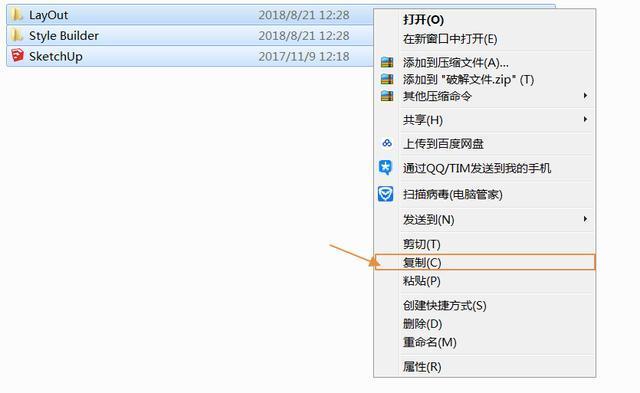 LayOut 2018/8/21 12:28
Style Builder 2018/8/21 12:28
SketchUp 2017/11/9 12:18
打开(O)
在新窗口中打开(E)
添加到压缩文件(A)...
添加到 "破解文件.zip" (T)
其他压缩命令
共享(H)
上传到百度网盘
通过QQ/TIM发送到我的手机
扫描病毒(电脑管家)
发送到(N)
剪切(T)
复制(C)
粘贴(P)
创建快捷方式(S)
删除(D)
重命名(M)
属性(R)